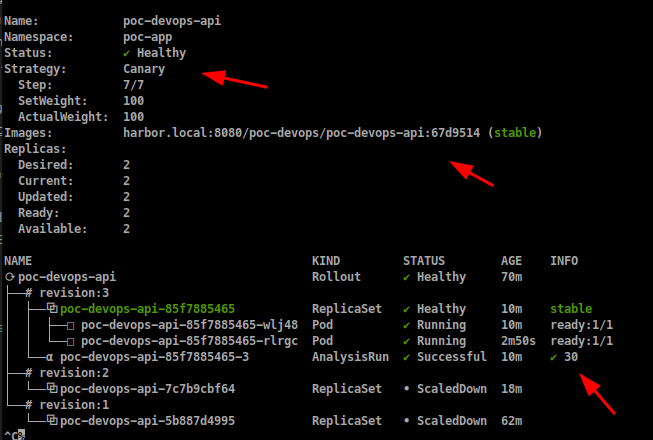 Name: poc-devops-api
Namespace: poc-app
Status: ✔ Healthy
Strategy: Canary
Step: 7/7
SetWeight: 100
ActualWeight: 100
Images: harbor.local:8080/poc-devops/poc-devops-api:67d9514 (stable)
Replicas:
Desired: 2
Current: 2
Updated: 2
Ready: 2
Available: 2
NAME KIND STATUS AGE INFO
⟳ poc-devops-api Rollout ✔ Healthy 70m
├──# revision:3
│ ├──⧉ poc-devops-api-85f7885465 ReplicaSet ✔ Healthy 10m stable
│ │ ├──□ poc-devops-api-85f7885465-wlj48 Pod ✔ Running 10m ready:1/1
│ │ └──□ poc-devops-api-85f7885465-rlrgc Pod ✔ Running 2m50s ready:1/1
│ └──α poc-devops-api-85f7885465-3 AnalysisRun ✔ Successful 10m ✔ 30
├──# revision:2
│ └──⧉ poc-devops-api-7c7b9cbf64 ReplicaSet • ScaledDown 18m
└──# revision:1
└──⧉ poc-devops-api-5b887d4995 ReplicaSet • ScaledDown 62m
^C